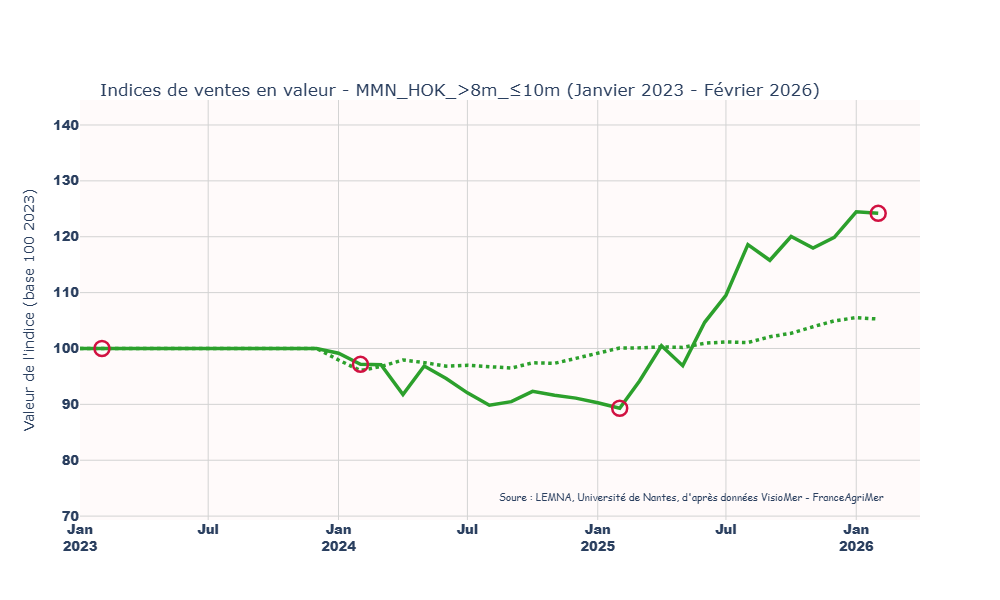 Indices de ventes en valeur - MMN_HOK_>8m_≤10m (Janvier 2023 - Février 2026)
Valeur de l'indice (base 100 2023)
140
130
120
110
100
90
80
70
Soure : LEMNA, Université de Nantes, d'après données VisioMer - FranceAgriMer
Jan Jul Jan Jul Jan Jul Jan
2023 2024 2025 2026